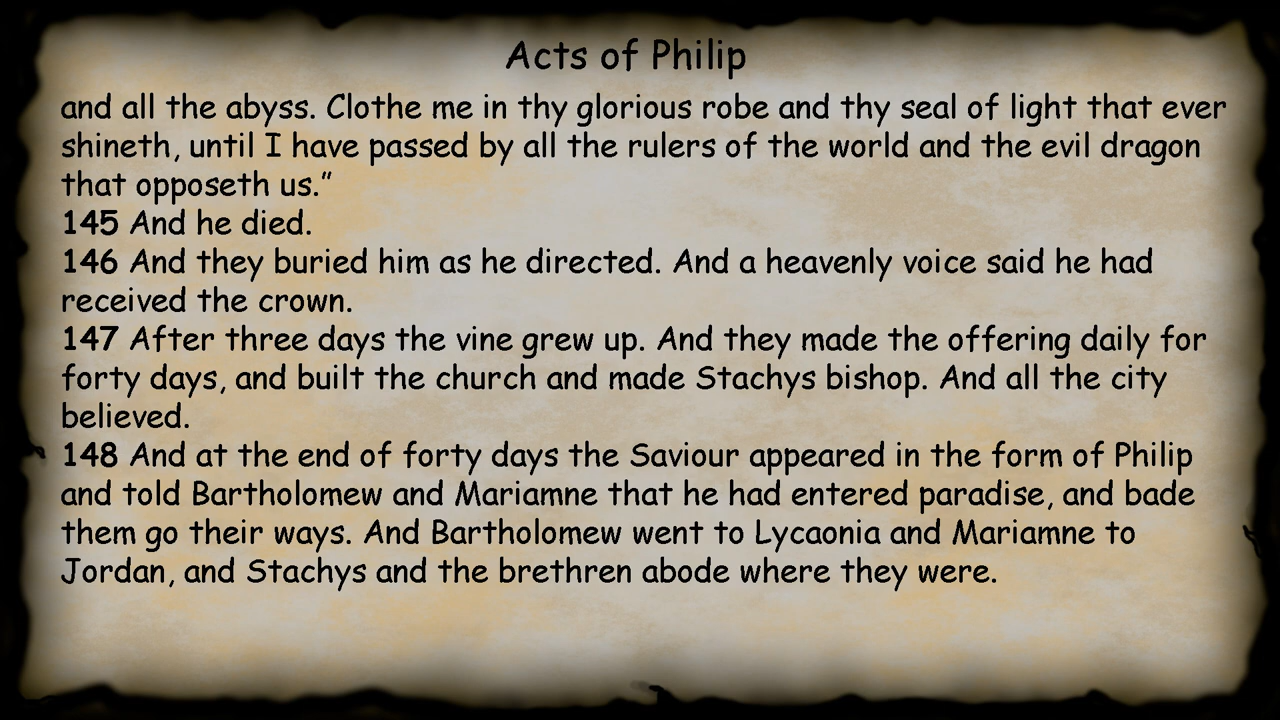 Acts of Philip
and all the abyss. Clothe me in thy glorious robe and thy seal of light that ever
shineth, until I have passed by all the rulers of the world and the evil dragon
that opposeth us.”
145 And he died.
146 And they buried him as he directed. And a heavenly voice said he had
received the crown.
147 After three days the vine grew up. And they made the offering daily for
forty days, and built the church and made Stachys bishop. And all the city
believed.
148 And at the end of forty days the Saviour appeared in the form of Philip
and told Bartholomew and Mariamne that he had entered paradise, and bade
them go their ways. And Bartholomew went to Lycaonia and Mariamne to
Jordan, and Stachys and the brethren abode where they were.